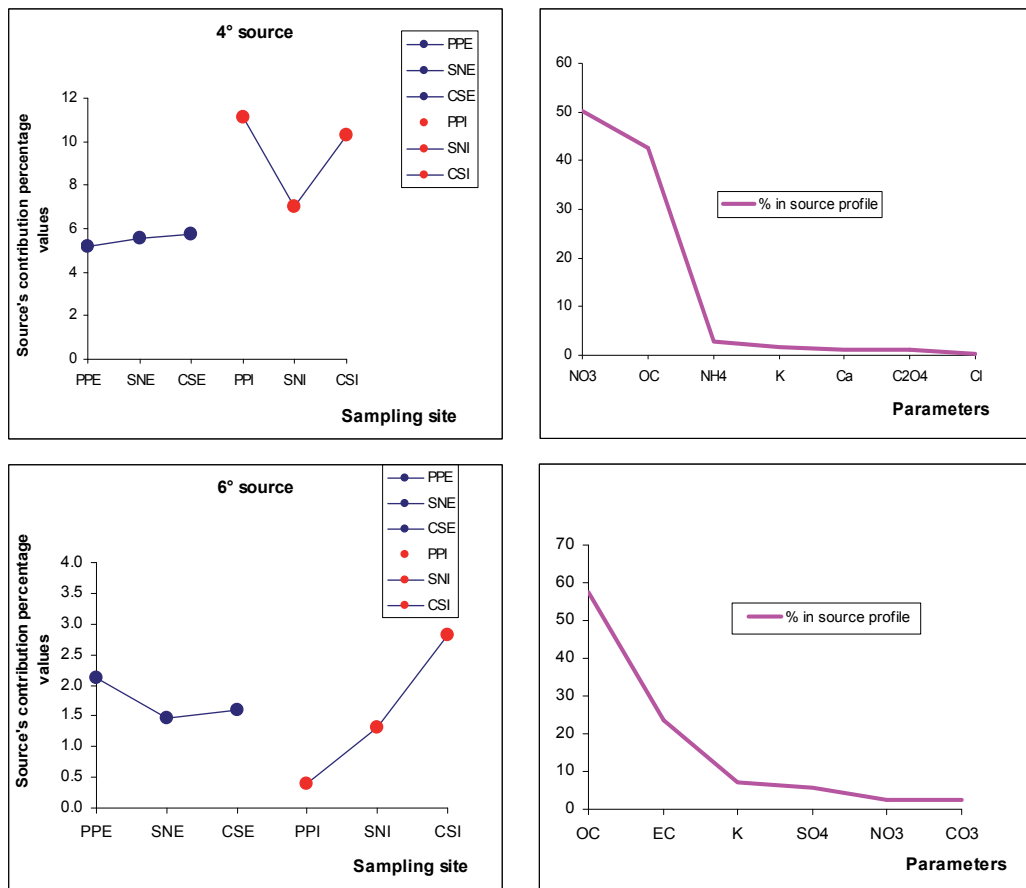 4° source
PPE
SNE
CSE
PPI
SNI
CSI
Source's contribution percentage
values
12
10
8
6
4
2
0
PPE SNE CSE PPI SNI CSI
Sampling site
60
50
40
30
20
10
0
% in source profile
NO3 OC NH4 K Ca C2O4 Cl
Parameters
6° source
PPE
SNE
CSE
PPI
SNI
CSI
Source's contribution percentage
values
4.0
3.5
3.0
2.5
2.0
1.5
1.0
0.5
0.0
PPE SNE CSE PPI SNI CSI
Sampling site
70
60
50
40
30
20
10
0
% in source profile
OC EC K SO4 NO3 CO3
Parameters